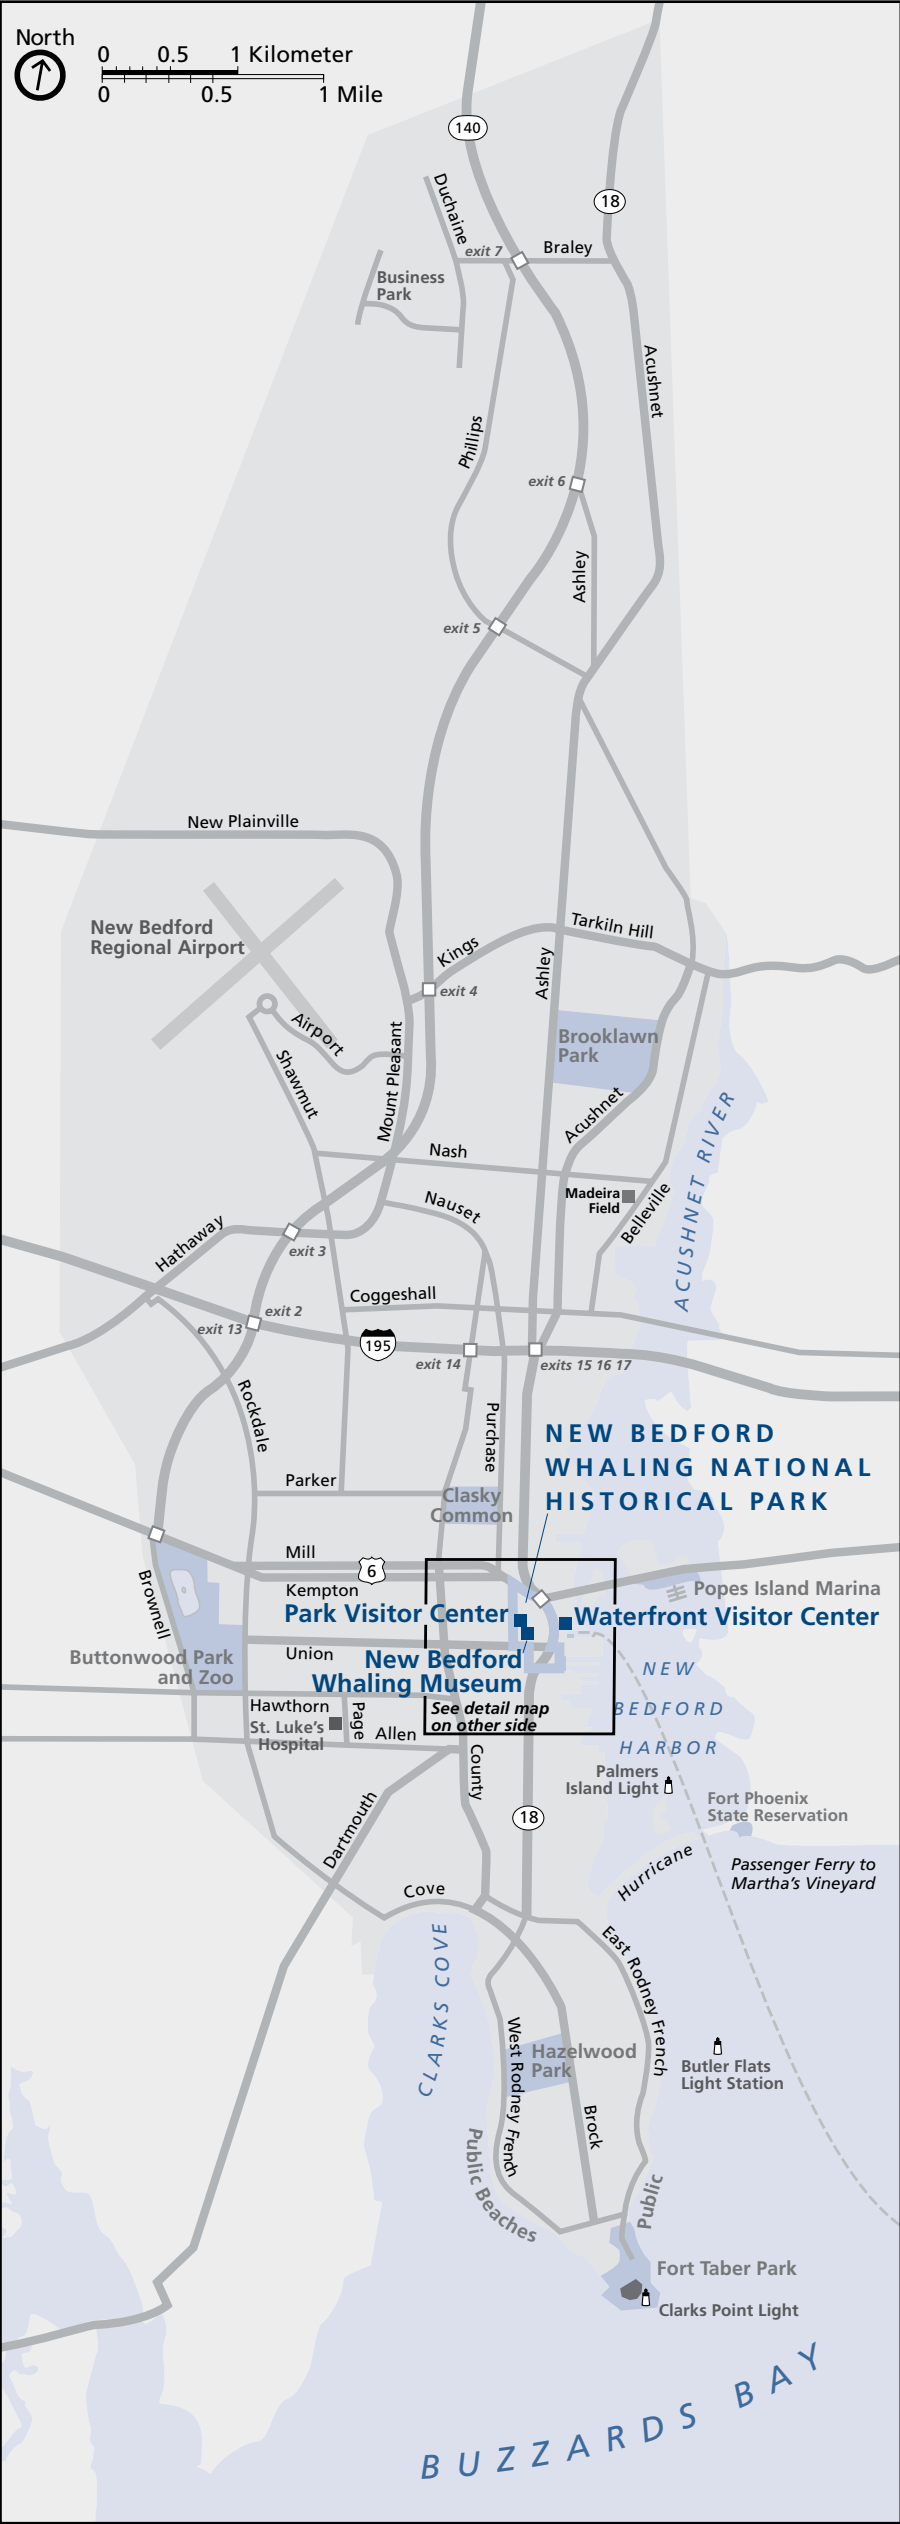 North
0 0.5 1 Kilometer
0 0.5 1 Mile
140
18
Duchaine
exit 7
Braley
Business
Park
Acushnet
Phillips
exit 6
Ashley
exit 5
New Plainville
New Bedford
Regional Airport
Kings
Tarkiln Hill
Ashley
exit 4
Airport
Shawmut
Mount Pleasant
Brooklawn
Park
Acushnet
ACUSHNET RIVER
Nash
Madeira
Field
Belleville
Nauset
Hathaway
exit 3
Coggeshall
exit 2
exit 13
195
exit 14
exits 15 16 17
Rockdale
Purchase
NEW BEDFORD
WHALING NATIONAL
HISTORICAL PARK
Parker
Clasky
Common
Mill
6
Kempton
Brownell
Popes Island Marina
Park Visitor Center
Waterfront Visitor Center
Union
New Bedford
Whaling Museum
Buttonwood Park
and Zoo
NEW
BEDFORD
HARBOR
Hawthorn
Page
See detail map
on other side
St. Luke's
Hospital
Allen
County
Palmers
Island Light
Fort Phoenix
State Reservation
18
Dartmouth
Hurricane
Passenger Ferry to
Martha's Vineyard
Cove
CLARKS COVE
East Rodney French
West Rodney French
Hazelwood
Park
Butler Flats
Light Station
Brock
Public Beaches
Public
Fort Taber Park
Clarks Point Light
BUZZARDS BAY